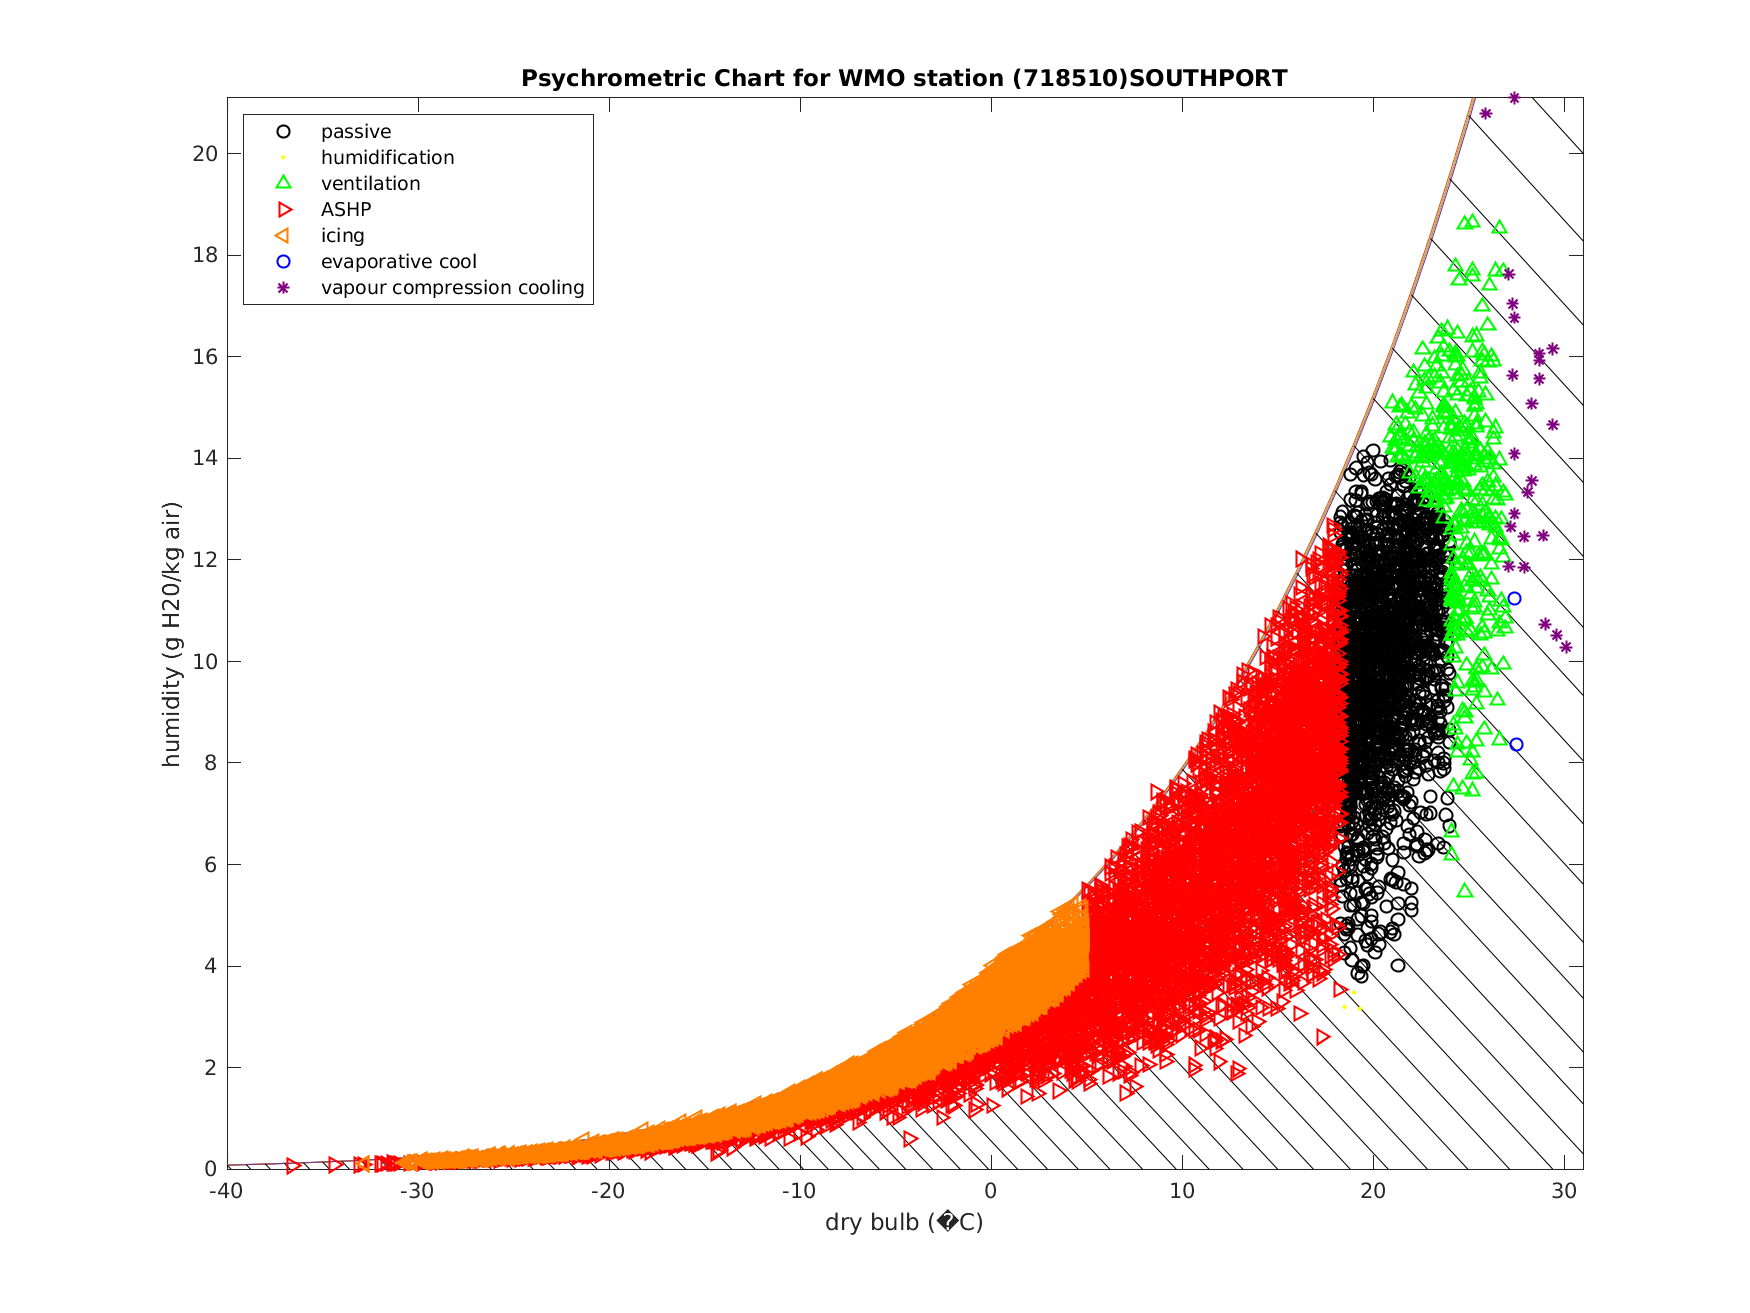 Psychrometric Chart for WMO station (718510)SOUTHPORT
passive
humidification
ventilation
ASHP
icing
evaporative cool
vapour compression cooling
humidity (g H20/kg air)
20
18
16
14
12
10
8
6
4
2
0
-40 -30 -20 -10 0 10 20 30
dry bulb (�C)